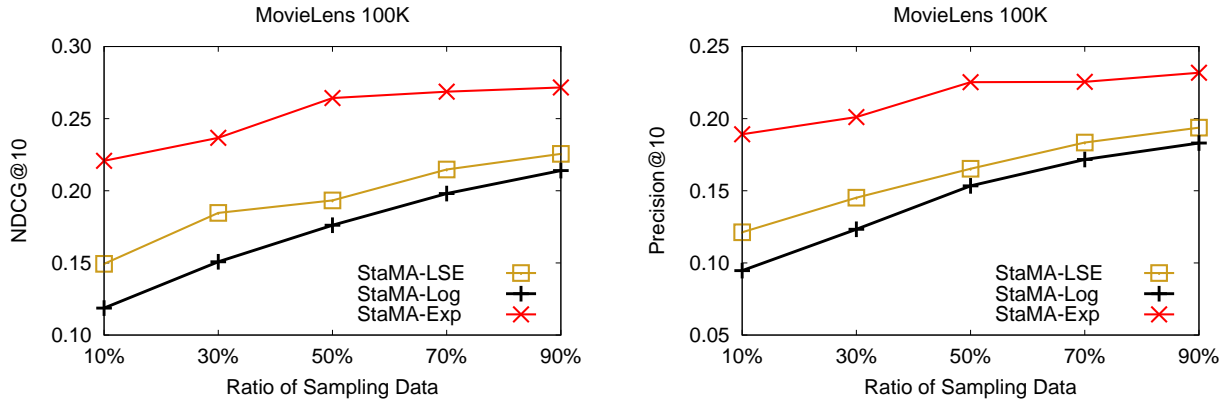 MovieLens 100K
NDCG@10
0.30
0.25
0.20
0.15
0.10
StaMA-LSE
StaMA-Log
StaMA-Exp
10% 30% 50% 70% 90%
Ratio of Sampling Data
MovieLens 100K
Precision@10
0.25
0.20
0.15
0.10
0.05
StaMA-LSE
StaMA-Log
StaMA-Exp
10% 30% 50% 70% 90%
Ratio of Sampling Data